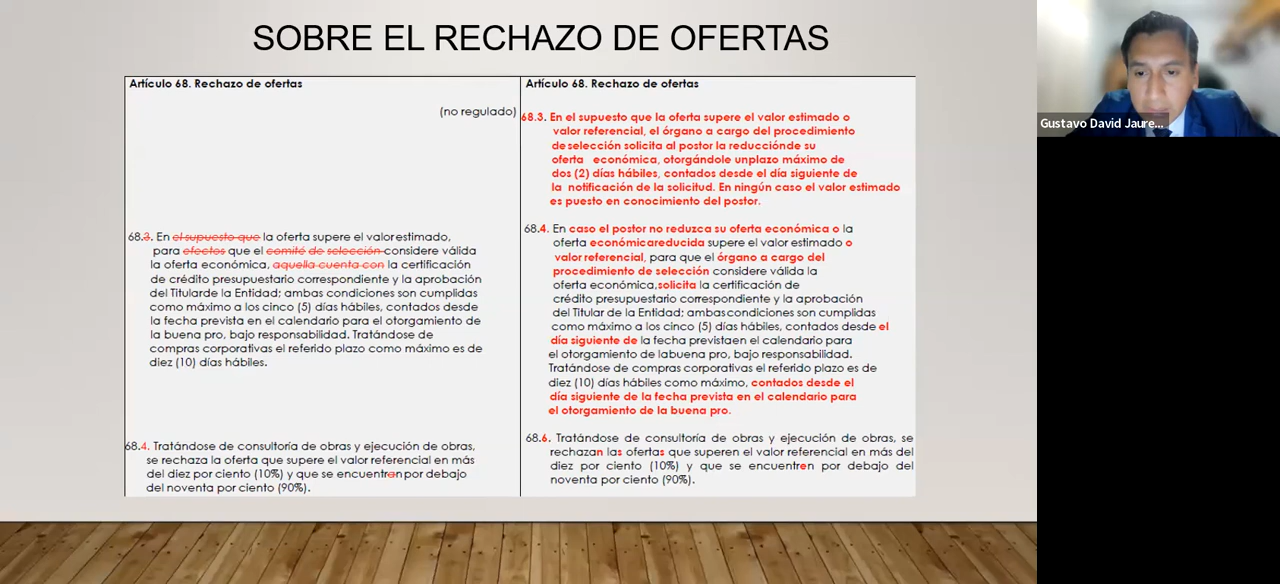 SOBRE EL RECHAZO DE OFERTAS
Artículo 68. Rechazo de ofertas
(no regulado)
68.3. En el supuesto que la oferta supere el valor estimado,
para efectos que el comité de selección considere válida
la oferta económica, aquella cuenta con la certificación
de crédito presupuestario correspondiente y la aprobación
del Titularde la Entidad; ambas condiciones son cumplidas
como máximo a los cinco (5) días hábiles, contados desde
la fecha prevista en el calendario para el otorgamiento de
la buena pro, bajo responsabilidad. Tratándose de
compras corporativas el referido plazo como máximo es de
diez (10) días hábiles.
68.4. Tratándose de consultoría de obras y ejecución de obras,
se rechaza la oferta que supere el valor referencial en más
del diez por ciento (10%) y que se encuentren por debajo
del noventa por ciento (90%).
Artículo 68. Rechazo de ofertas
68.3. En el supuesto que la oferta supere el valor estimado o
valor referencial, el órgano a cargo del procedimiento
de selección solicita al postor la reducciónde su
oferta económica, otorgándole unplazo máximo de
dos (2) días hábiles, contados desde el día siguiente de
la notificación de la solicitud. En ningún caso el valor estimado
es puesto en conocimiento del postor.
68.4. En caso el postor no reduzca su oferta económica o la
oferta económicareducida supere el valor estimado o
valor referencial, para que el órgano a cargo del
procedimiento de selección considere válida la
oferta económica,solicita la certificación de
crédito presupuestario correspondiente y la aprobación
del Titular de la Entidad; ambascondiciones son cumplidas
como máximo a los cinco (5) días hábiles, contados desde el
día siguiente de la fecha previstaen el calendario para
el otorgamiento de labuena pro, bajo responsabilidad.
Tratándose de compras corporativas el referido plazo es de
diez (10) días hábiles como máximo, contados desde el
día siguiente de la fecha prevista en el calendario para
el otorgamiento de la buena pro.
68.6. Tratándose de consultoría de obras y ejecución de obras, se
rechazan las ofertas que superen el valor referencial en más del
diez por ciento (10%) y que se encuentren por debajo del
noventa por ciento (90%).
Gustavo David Jaure...